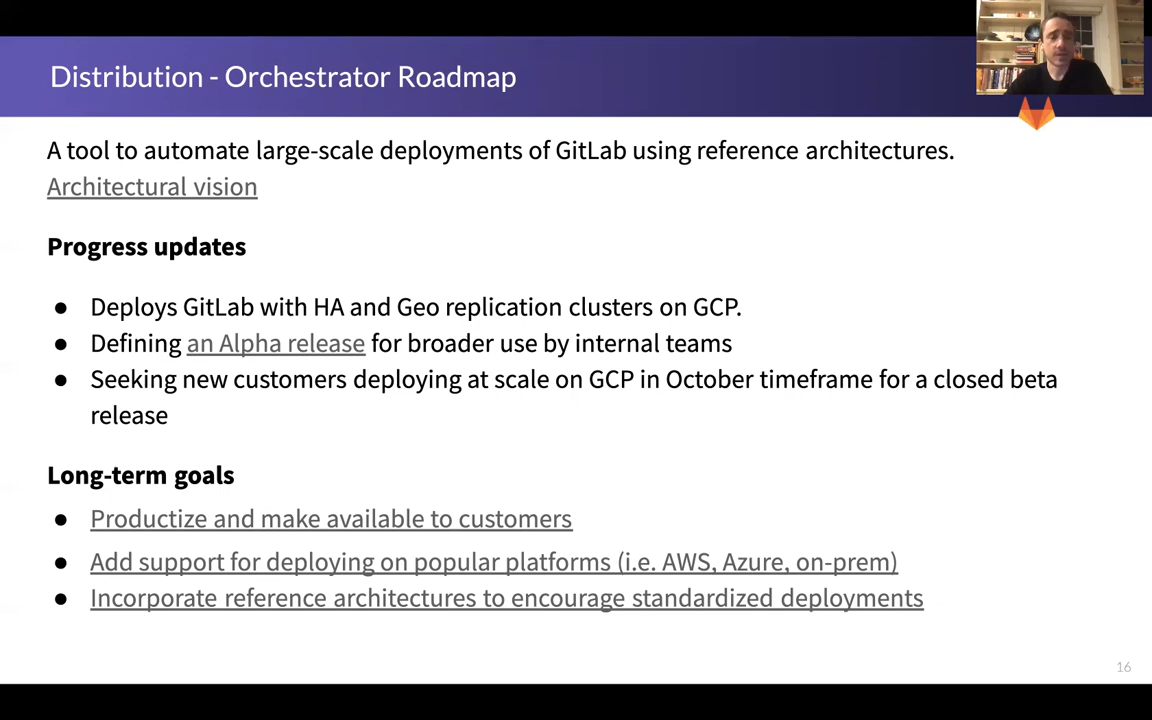 Distribution - Orchestrator Roadmap
A tool to automate large-scale deployments of GitLab using reference architectures.
Architectural vision
Progress updates
● Deploys GitLab with HA and Geo replication clusters on GCP.
● Defining an Alpha release for broader use by internal teams
● Seeking new customers deploying at scale on GCP in October timeframe for a closed beta
release
Long-term goals
● Productize and make available to customers
● Add support for deploying on popular platforms (i.e. AWS, Azure, on-prem)
● Incorporate reference architectures to encourage standardized deployments
16